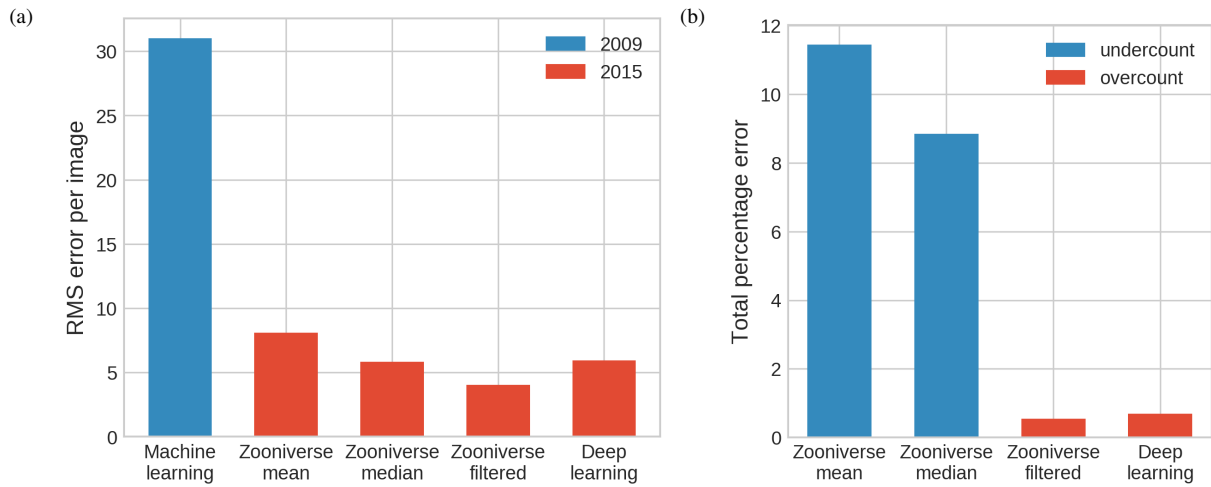 (a)
RMS error per image
30
25
20
15
10
5
0
2009
2015
Machine
learning
Zooniverse
mean
Zooniverse
median
Zooniverse
filtered
Deep
learning
(b)
Total percentage error
12
10
8
6
4
2
0
undercount
overcount
Zooniverse
mean
Zooniverse
median
Zooniverse
filtered
Deep
learning